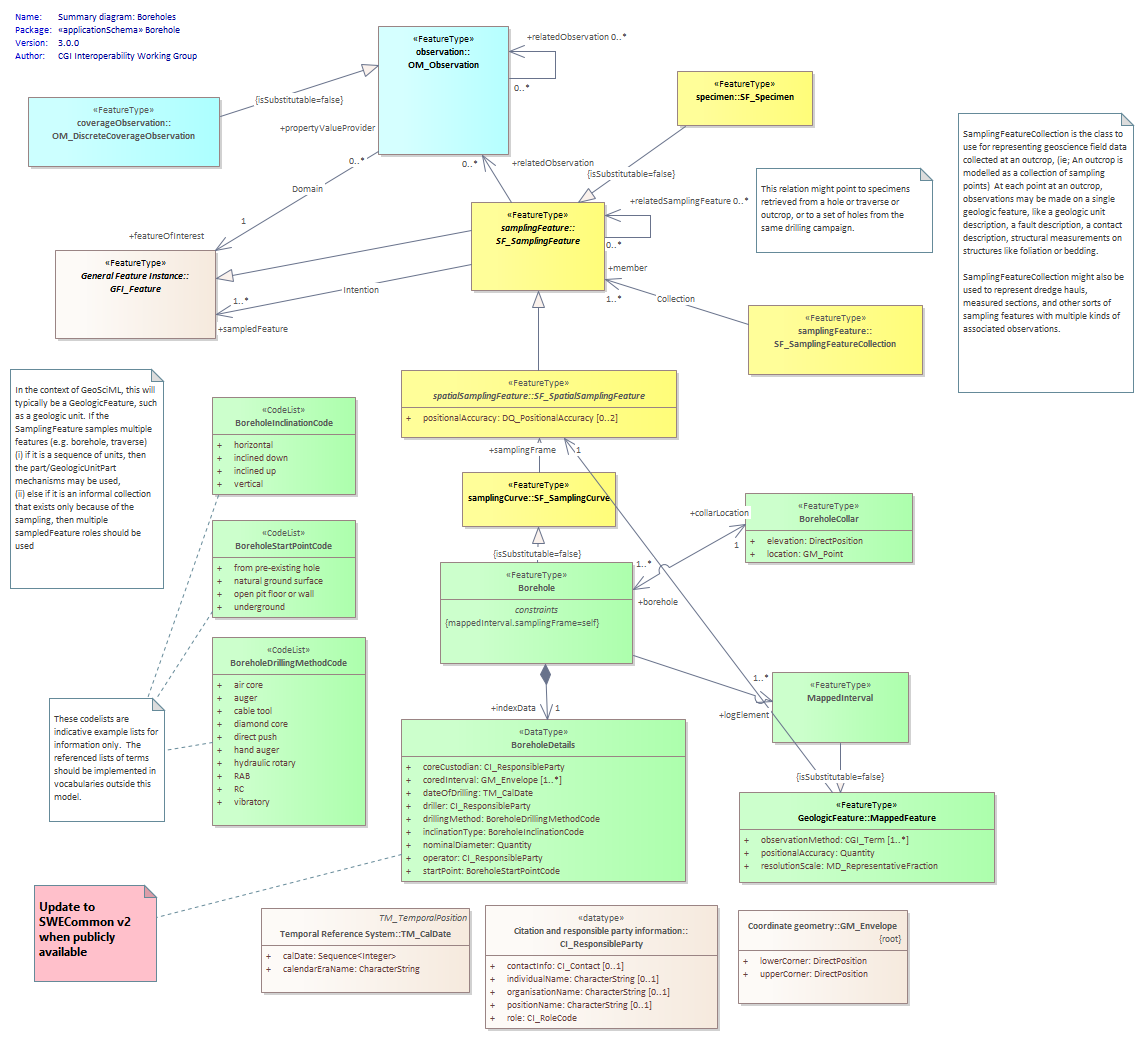 Name: Summary diagram: Boreholes
Package: «applicationSchema» Borehole
Version: 3.0.0
Author: CGI Interoperability Working Group
«FeatureType»
observation::
OM_Observation
+relatedObservation 0..*
0..*
«FeatureType»
coverageObservation::
OM_DiscreteCoverageObservation
{isSubstitutable=false}
+propertyValueProvider
0..*
Domain
1
+featureOfInterest
«FeatureType»
specimen::SF_Specimen
0..*
+relatedObservation
{isSubstitutable=false}
«FeatureType»
samplingFeature::
SF_SamplingFeature
+relatedSamplingFeature 0..*
0..*
+member
1..*
Collection
This relation might point to specimens
retrieved from a hole or traverse or
outcrop, or to a set of holes from the
same drilling campaign.
SamplingFeatureCollection is the class to
use for representing geoscience field data
collected at an outcrop, (ie; An outcrop is
modelled as a collection of sampling
points) At each point at an outcrop,
observations may be made on a single
geologic feature, like a geologic unit
description, a fault description, a contact
description, structural measurements on
structures like foliation or bedding.
SamplingFeatureCollection might also be
used to represent dredge hauls,
measured sections, and other sorts of
sampling features with multiple kinds of
associated observations.
«FeatureType»
General Feature Instance::
GFI_Feature
Intention
1..*
+sampledFeature
«FeatureType»
samplingFeature::
SF_SamplingFeatureCollection
In the context of GeoSciML, this will
typically be a GeologicFeature, such
as a geologic unit. If the
SamplingFeature samples multiple
features (e.g. borehole, traverse)
(i) if it is a sequence of units, then
the part/GeologicUnitPart
mechanisms may be used,
(ii) else if it is an informal collection
that exists only because of the
sampling, then multiple
sampledFeature roles should be
used
«FeatureType»
spatialSamplingFeature::SF_SpatialSamplingFeature
+ positionalAccuracy: DQ_PositionalAccuracy [0..2]
+samplingFrame
1
«CodeList»
BoreholeInclinationCode
+ horizontal
+ inclined down
+ inclined up
+ vertical
«FeatureType»
samplingCurve::SF_SamplingCurve
{isSubstitutable=false}
«CodeList»
BoreholeStartPointCode
+ from pre-existing hole
+ natural ground surface
+ open pit floor or wall
+ underground
«FeatureType»
Borehole
constraints
{mappedInterval.samplingFrame=self}
+collarLocation
1
1..*
+borehole
«FeatureType»
BoreholeCollar
+ elevation: DirectPosition
+ location: GM_Point
«CodeList»
BoreholeDrillingMethodCode
+ air core
+ auger
+ cable tool
+ diamond core
+ direct push
+ hand auger
+ hydraulic rotary
+ RAB
+ RC
+ vibratory
These codelists are
indicative example lists for
information only. The
referenced lists of terms
should be implemented in
vocabularies outside this
model.
+indexData
1
1..*
+logElement
«FeatureType»
MappedInterval
{isSubstitutable=false}
«DataType»
BoreholeDetails
+ coreCustodian: CI_ResponsibleParty
+ coredInterval: GM_Envelope [1..*]
+ dateOfDrilling: TM_CalDate
+ driller: CI_ResponsibleParty
+ drillingMethod: BoreholeDrillingMethodCode
+ inclinationType: BoreholeInclinationCode
+ nominalDiameter: Quantity
+ operator: CI_ResponsibleParty
+ startPoint: BoreholeStartPointCode
«FeatureType»
GeologicFeature::MappedFeature
+ observationMethod: CGI_Term [1..*]
+ positionalAccuracy: Quantity
+ resolutionScale: MD_RepresentativeFraction
Update to
SWECommon v2
when publicly
available
TM_TemporalPosition
Temporal Reference System::TM_CalDate
+ calDate: Sequence<Integer>
+ calendarEraName: CharacterString
«datatype»
Citation and responsible party information::
CI_ResponsibleParty
+ contactInfo: CI_Contact [0..1]
+ individualName: CharacterString [0..1]
+ organisationName: CharacterString [0..1]
+ positionName: CharacterString [0..1]
+ role: CI_RoleCode
Coordinate geometry::GM_Envelope
{root}
+ lowerCorner: DirectPosition
+ upperCorner: DirectPosition